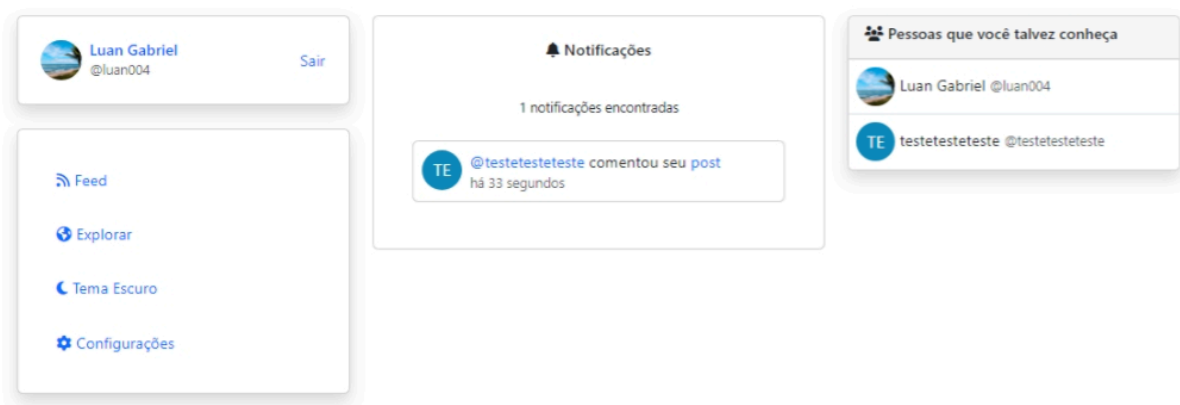 Luan Gabriel
@luan004
Sair
Feed
Explorar
Tema Escuro
Configurações
Notificações
1 notificações encontradas
TE
@testetesteteste comentou seu post
há 33 segundos
Pessoas que você talvez conheça
Luan Gabriel @luan004
TE
testetesteteste @testetesteteste